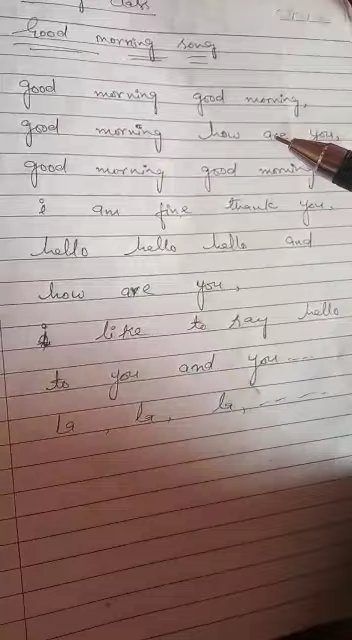 class
Good morning song
good morning good morning,
good morning how are you,
good morning good morning
i am fine thank you.
hello hello hello and
how are you,
i like to say hello
to you and you ----
la, la, la, ----